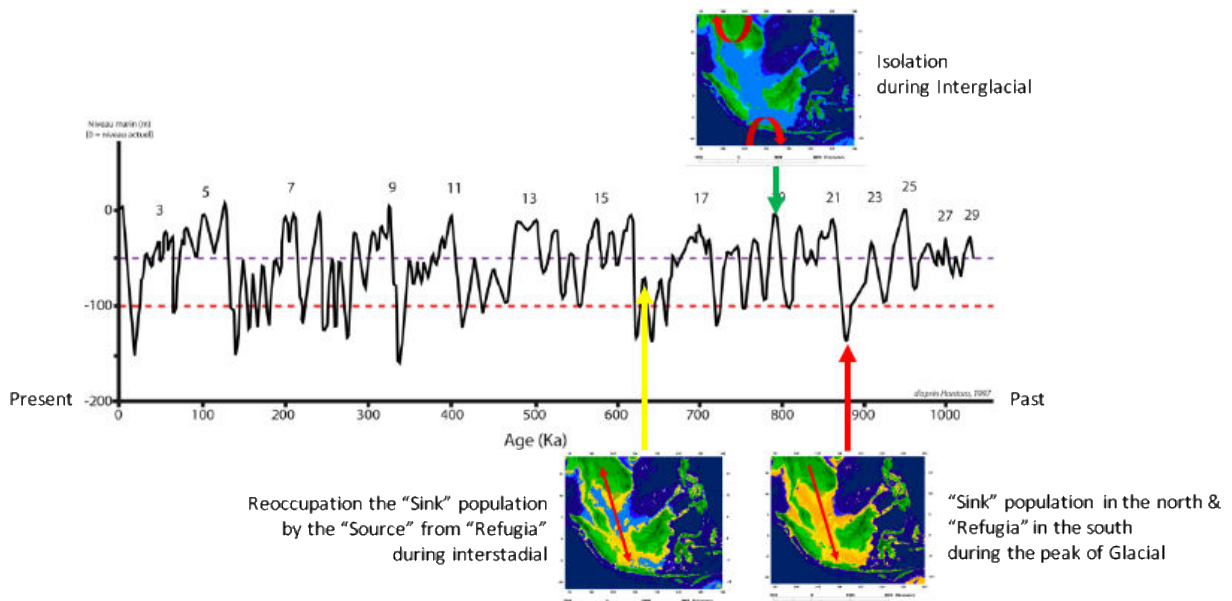 Isolation
during Interglacial
Niveau marin (m)
(0 = niveau actuel)
3
5
7
9
11
13
15
17
21
23
25
27
29
0
-100
-200
Present
Past
d'après Hantoro, 1997
0
100
200
300
400
500
600
700
800
900
1000
Age (Ka)
Reoccupation the “Sink” population
by the “Source” from “Refugia”
during interstadial
“Sink” population in the north &
“Refugia” in the south
during the peak of Glacial